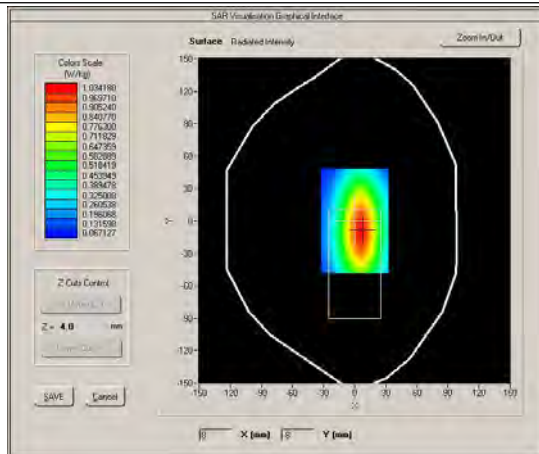 SAR Visualisation Graphical Interface
Surface Radiated Intensity
Zoom In/Out
Colors Scale
(W/kg)
1.034180
0.969710
0.905240
0.840770
0.776300
0.711829
0.647359
0.582889
0.518419
0.453949
0.389478
0.325008
0.260538
0.196068
0.131598
0.067127
150
120
90
60
30
0
-30
-60
-90
-120
-150
Y
-150 -120 -90 -60 -30 0 30 60 90 120 150
X
Z Cuts Control
Z = 4.0 mm
SAVE Cancel
0 X (mm) -8 Y (mm)